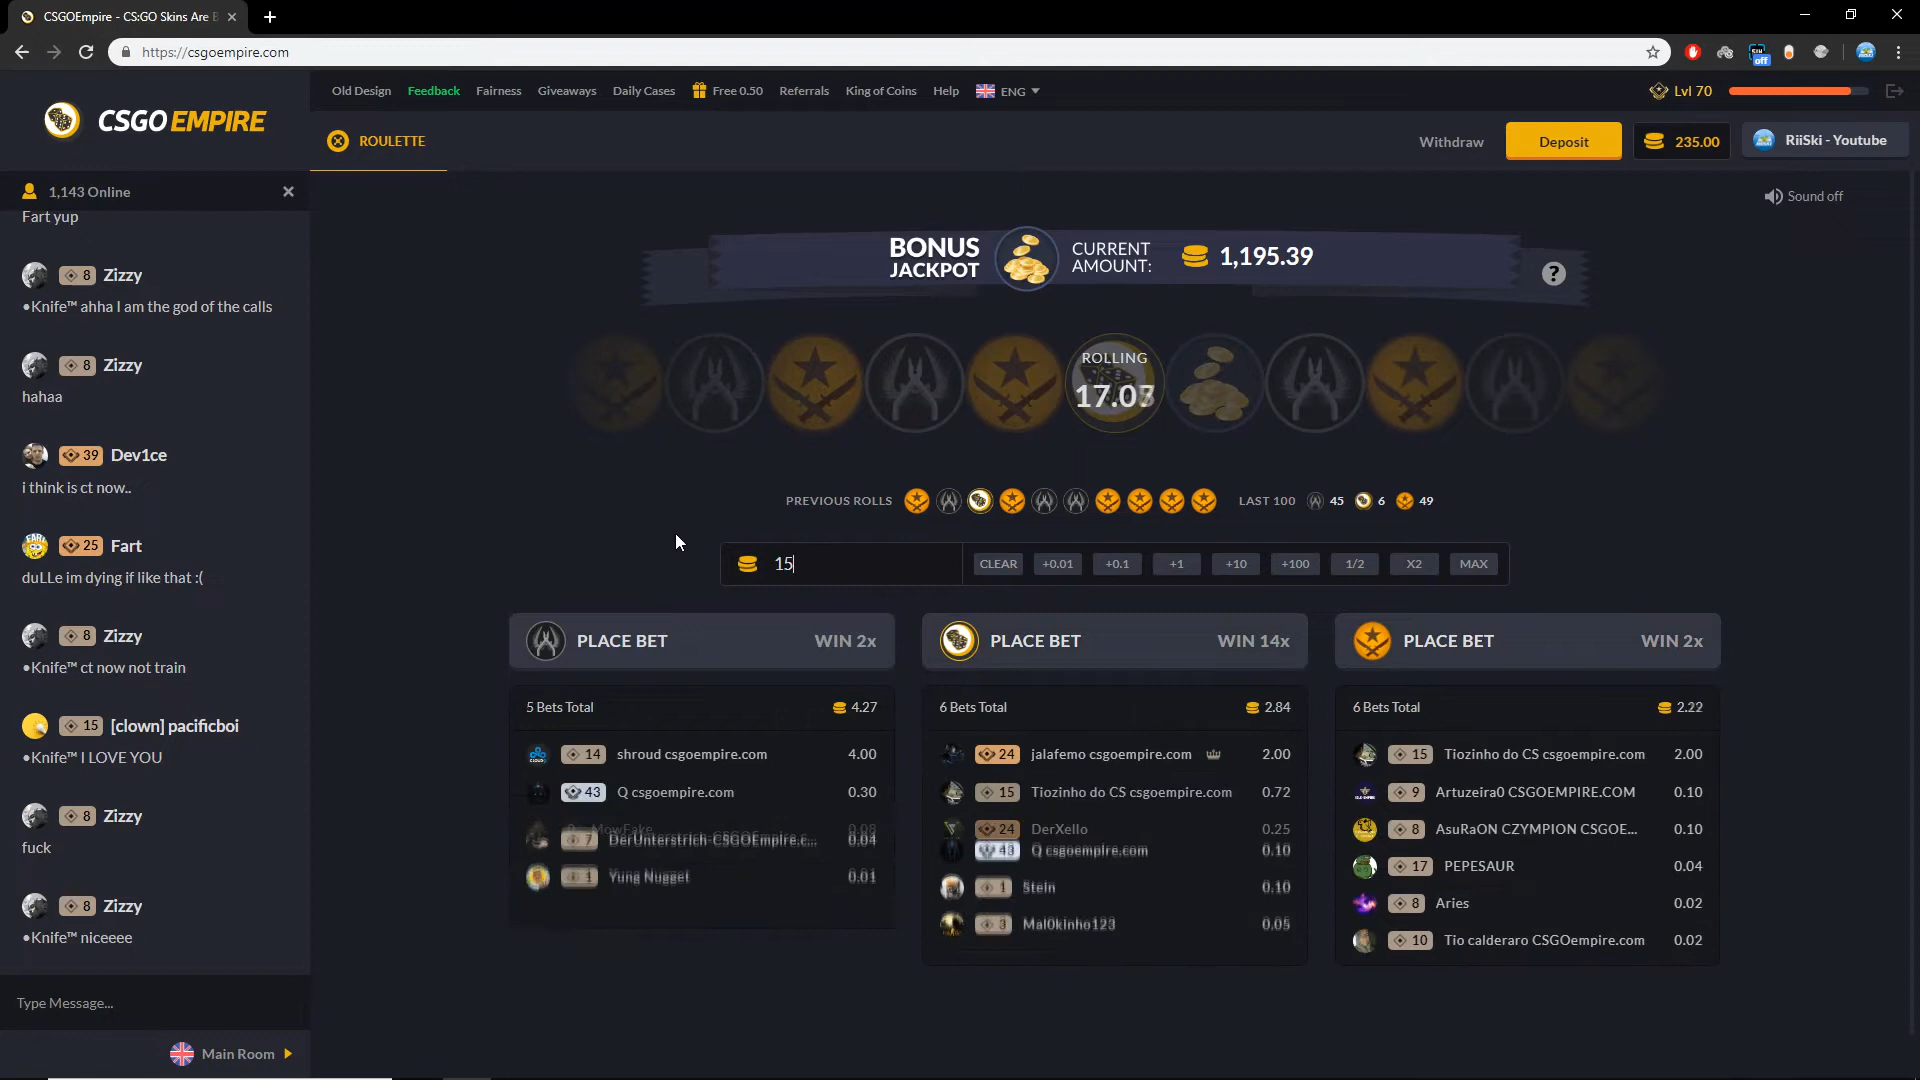 CSGOEmpire - CS:GO Skins Are B
https://csgoempire.com
off
CSGOEMPIRE
Old Design
Feedback
Fairness
Giveaways
Daily Cases
Free 0.50
Referrals
King of Coins
Help
ENG
Lvl 70
ROULETTE
Withdraw
Deposit
235.00
RiiSki - Youtube
1,143 Online
Sound off
Fart yup
8 Zizzy
•Knife™ ahha I am the god of the calls
8 Zizzy
hahaa
39 Dev1ce
i think is ct now..
25 Fart
duLLe im dying if like that :(
8 Zizzy
•Knife™ ct now not train
15 [clown] pacificboi
•Knife™ I LOVE YOU
8 Zizzy
fuck
8 Zizzy
•Knife™ niceeee
Type Message...
Main Room
BONUS
JACKPOT
CURRENT
AMOUNT:
1,195.39
?
ROLLING
PREVIOUS ROLLS
LAST 100
45
6
49
15
CLEAR
+0.01
+0.1
+1
+10
+100
1/2
X2
MAX
PLACE BET WIN 2x
5 Bets Total 4.27
14 shroud csgoempire.com 4.00
43 Q csgoempire.com 0.30
MowFake 0.08
7 DerUnterstrich-CSGOEmpire.c... 0.04
1 Yung Nugget 0.01
PLACE BET WIN 14x
6 Bets Total 2.84
24 jalafemo csgoempire.com 2.00
15 Tiozinho do CS csgoempire.com 0.72
24 DerXello 0.25
43 Q csgoempire.com 0.10
1 Stein 0.10
3 Mal0kinho123 0.05
PLACE BET WIN 2x
6 Bets Total 2.22
15 Tiozinho do CS csgoempire.com 2.00
9 Artuzeira0 CSGOEMPIRE.COM 0.10
8 AsuRaON CZYMPION CSGOE... 0.10
17 PEPESAUR 0.04
8 Aries 0.02
10 Tio calderaro CSGOempire.com 0.02